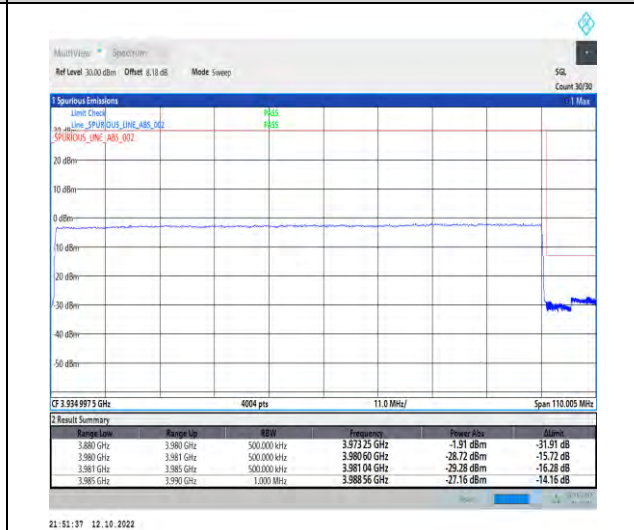 MultiView Spectrum
Ref Level 30.00 dBm Offset 8.18 dB Mode Sweep SGL
Count 30/30
1 Spurious Emissions 1 Max
Limit Check PASS
Line _SPURIOUS_LINE_ABS_002 PASS
_SPURIOUS_LINE_ABS_002
20 dBm
10 dBm
0 dBm
-10 dBm
-20 dBm
-30 dBm
-40 dBm
-50 dBm
CF 3.934 997 5 GHz 4004 pts 11.0 MHz/ Span 110.005 MHz
2 Result Summary
Range Low Range Up RBW Frequency Power Abs ΔLimit
3.880 GHz 3.980 GHz 500.000 kHz 3.973 25 GHz -1.91 dBm -31.91 dB
3.980 GHz 3.981 GHz 500.000 kHz 3.980 60 GHz -28.72 dBm -15.72 dB
3.981 GHz 3.985 GHz 500.000 kHz 3.981 04 GHz -29.28 dBm -16.28 dB
3.985 GHz 3.990 GHz 1.000 MHz 3.988 56 GHz -27.16 dBm -14.16 dB
21:51:37 12.10.2022